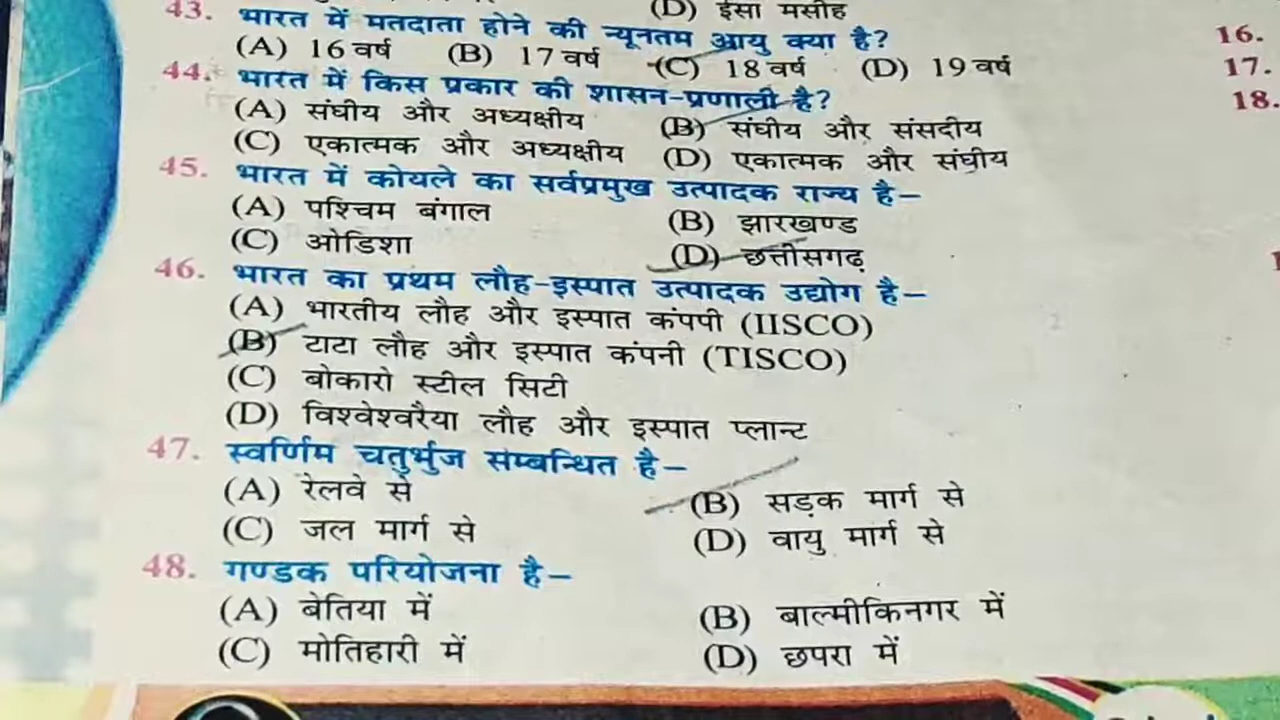 (D) ईसा मसीह
43. भारत में मतदाता होने की न्यूनतम आयु क्या है?
(A) 16 वर्ष (B) 17 वर्ष (C) 18 वर्ष (D) 19 वर्ष
44. भारत में किस प्रकार की शासन-प्रणाली है?
(A) संघीय और अध्यक्षीय (B) संघीय और संसदीय
(C) एकात्मक और अध्यक्षीय (D) एकात्मक और संघीय
45. भारत में कोयले का सर्वप्रमुख उत्पादक राज्य है–
(A) पश्चिम बंगाल (B) झारखण्ड
(C) ओडिशा (D) छत्तीसगढ़
46. भारत का प्रथम लौह-इस्पात उत्पादक उद्योग है–
(A) भारतीय लौह और इस्पात कंपपी (IISCO)
(B) टाटा लौह और इस्पात कंपनी (TISCO)
(C) बोकारो स्टील सिटी
(D) विश्वेश्वरैया लौह और इस्पात प्लान्ट
47. स्वर्णिम चतुर्भुज सम्बन्धित है–
(A) रेलवे से (B) सड़क मार्ग से
(C) जल मार्ग से (D) वायु मार्ग से
48. गण्डक परियोजना है–
(A) बेतिया में (B) बाल्मीकिनगर में
(C) मोतिहारी में (D) छपरा में
16.
17.
18.